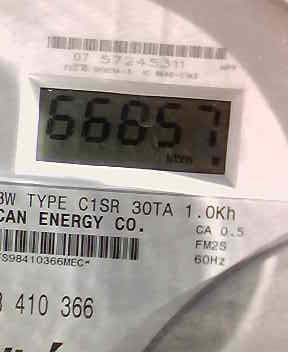 07 57245311
66857
kWh
3W TYPE C1SR 30TA 1.0Kh
CAN ENERGY CO.
CA 0.5
FM2S
60Hz
S98410366MEC*
410 366